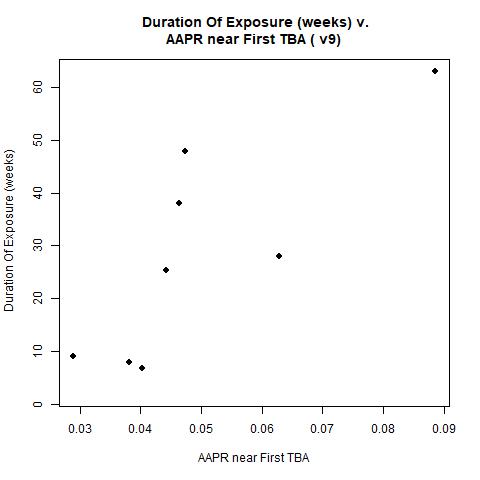 Duration Of Exposure (weeks) v.
AAPR near First TBA ( v9)
Duration Of Exposure (weeks)
60
50
40
30
20
10
0
0.03 0.04 0.05 0.06 0.07 0.08 0.09
AAPR near First TBA